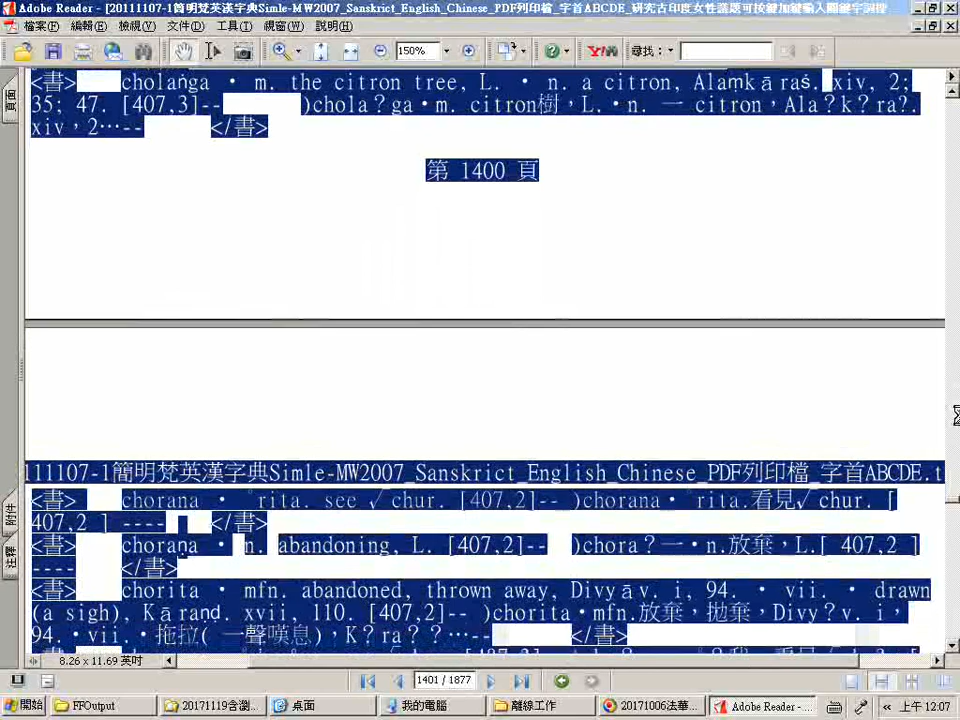 Adobe Reader - [20111107-1簡明梵英漢字典Simle-MW2007_Sanskrict_English_Chinese_PDF列印檔_字首ABCDE_研究古印度女性議題可按鍵加鍵輸入關鍵字詞搜
檔案(F) 編輯(E) 檢視(V) 文件(D) 工具(T) 視窗(W) 說明(H)
150% 尋找:
頁面
<書> cholaṅga ‧ m. the citron tree, L. ‧ n. a citron, Alaṃkāraś. xiv, 2;
35; 47. [407,3]-- )chola?ga‧m. citron樹，L.‧n. 一 citron，Ala?k?ra?.
xiv，2…-- </書>
第 1400 頁
111107-1簡明梵英漢字典Simle-MW2007_Sanskrict_English_Chinese_PDF列印檔_字首ABCDE.t
<書> chorana ‧ ゜rita. see √chur. [407,2]-- )chorana‧゜rita.看見√chur. [
407,2 ] ---- </書>
<書> choraṇa ‧ n. abandoning, L. [407,2]-- )chora?一‧n.放棄，L.[ 407,2 ]
---- </書>
<書> chorita ‧ mfn. abandoned, thrown away, Divyāv. i, 94. ‧ vii. ‧ drawn
(a sigh), Kāraṇḍ. xvii, 110. [407,2]-- )chorita‧mfn.放棄，拋棄，Divy?v. i，
94.‧vii.‧拖拉( 一聲嘆息)，K?ra??…-- </書>
附件
注釋
8.26 x 11.69 英吋
1401 / 1877
開始 FFOutput 20171119含瀏... 桌面 我的電腦 離線工作 20171006法華... Adobe Reader - ... « 上午 12:07